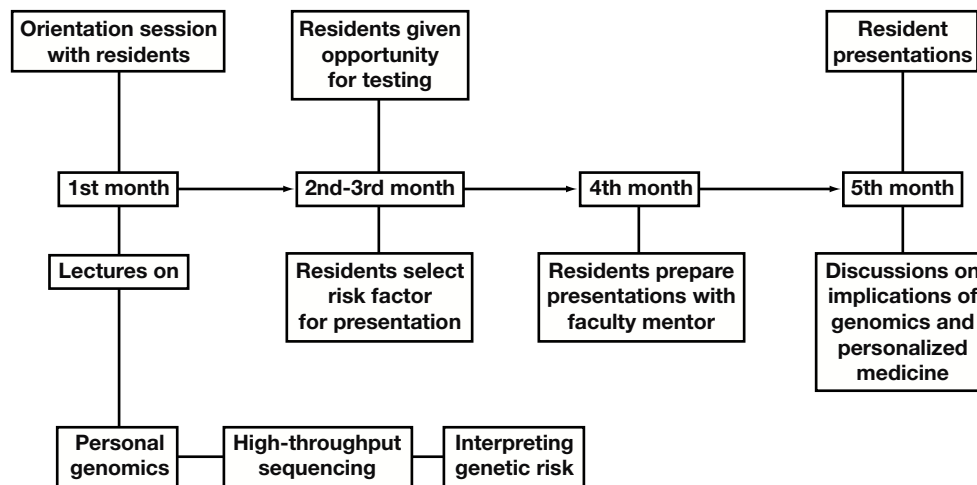 Orientation session
with residents
Residents given
opportunity
for testing
Resident
presentations
1st month
2nd-3rd month
4th month
5th month
Lectures on
Residents select
risk factor
for presentation
Residents prepare
presentations with
faculty mentor
Discussions on
implications of
genomics and
personalized
medicine
Personal
genomics
High-throughput
sequencing
Interpreting
genetic risk